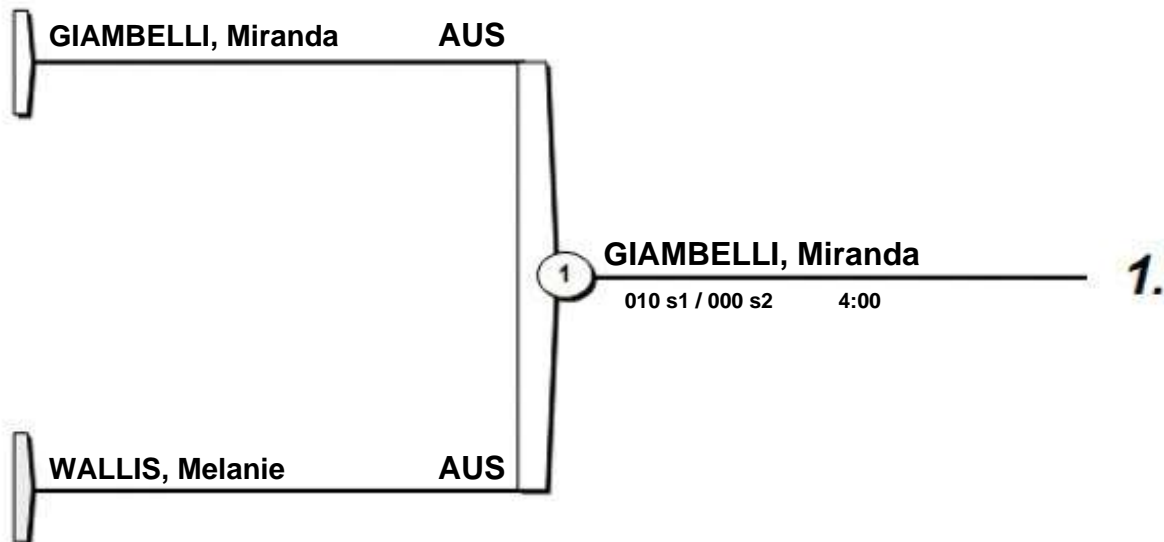 GIAMBELLI, Miranda AUS
1
GIAMBELLI, Miranda
1.
010 s1 / 000 s2 4:00
WALLIS, Melanie AUS